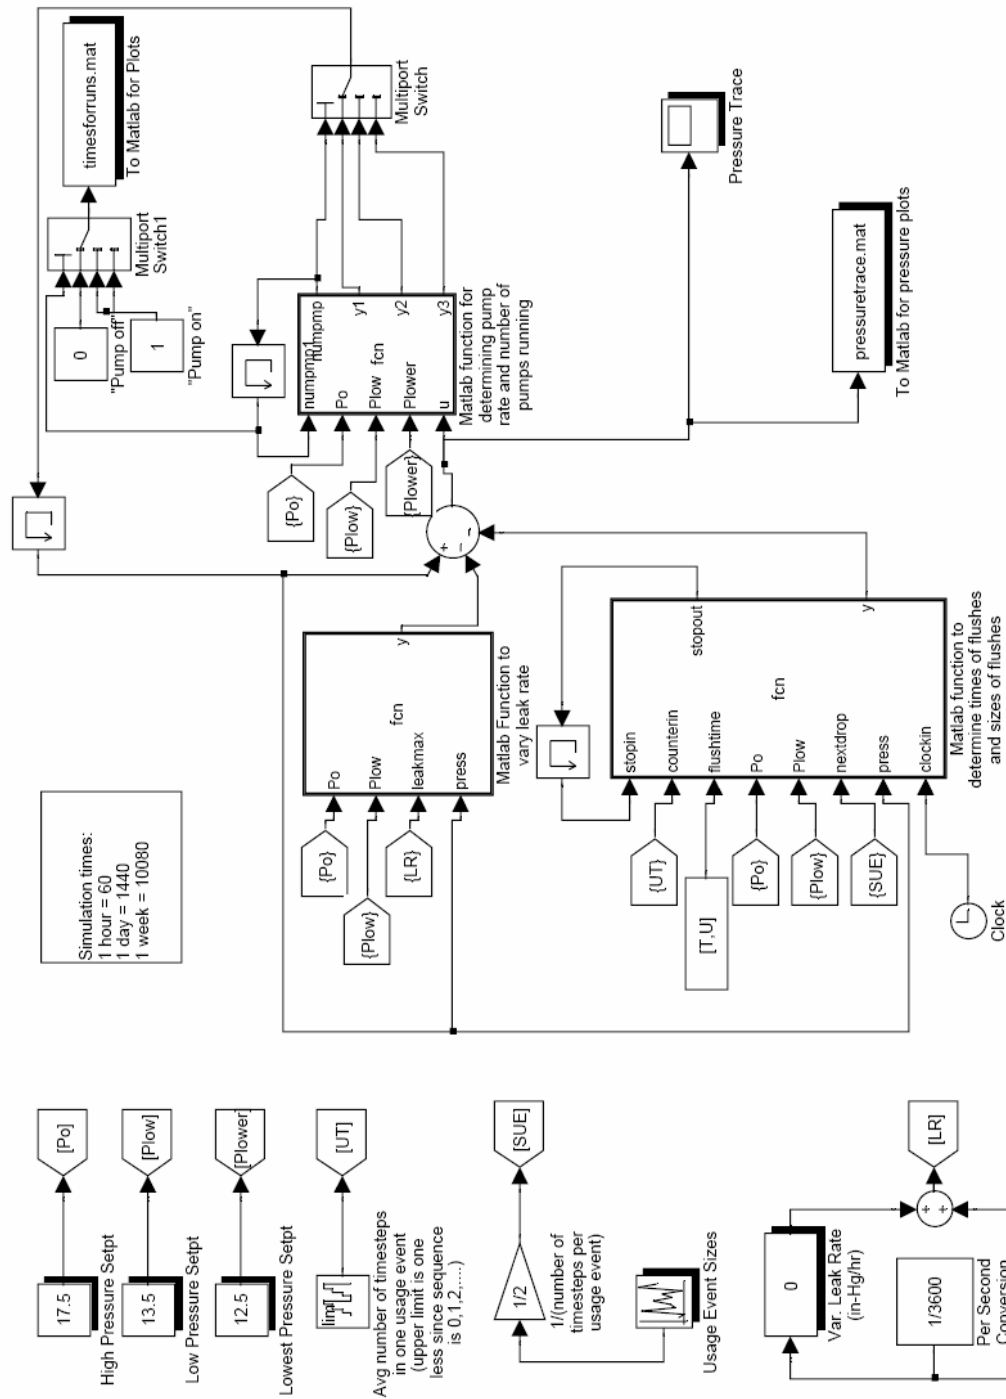 17.5
High Pressure Setpt
[Po]
13.5
Low Pressure Setpt
[Plow]
12.5
Lowest Pressure Setpt
[Plower]
lim
Avg number of timesteps
in one usage event
(upper limit is one
less since sequence
is 0,1,2,....)
[UT]
1/2
1/(number of
timesteps per
usage event)
[SUE]
Usage Event Sizes
0
Var. Leak Rate
(in-Hg/hr)
1/3600
Per Second
Conversion
[LR]
Simulation times:
1 hour = 60
1 day = 1440
1 week = 10080
{Po}
{Plow}
{LR}
Po
Plow
leakmax
press
fcn
y
Matlab Function to
vary leak rate
{UT}
[T,U]
{Po}
{Plow}
{SUE}
Clock
stopin
counterin
flushtime
Po
Plow
nextdrop
press
clockin
fcn
stopout
y
Matlab function to
determine times of flushes
and sizes of flushes
{Po}
{Plow}
{Plower}
numpmp1
Po
Plow
Plower
u
fcn
numpmp
y1
y2
y3
Matlab function for
determining pump
rate and number of
pumps running
0
"Pump off"
1
"Pump on"
Multiport
Switch1
timesforruns.mat
To Matlab for Plots
Multiport
Switch
Pressure Trace
pressuretrace.mat
To Matlab for pressure plots